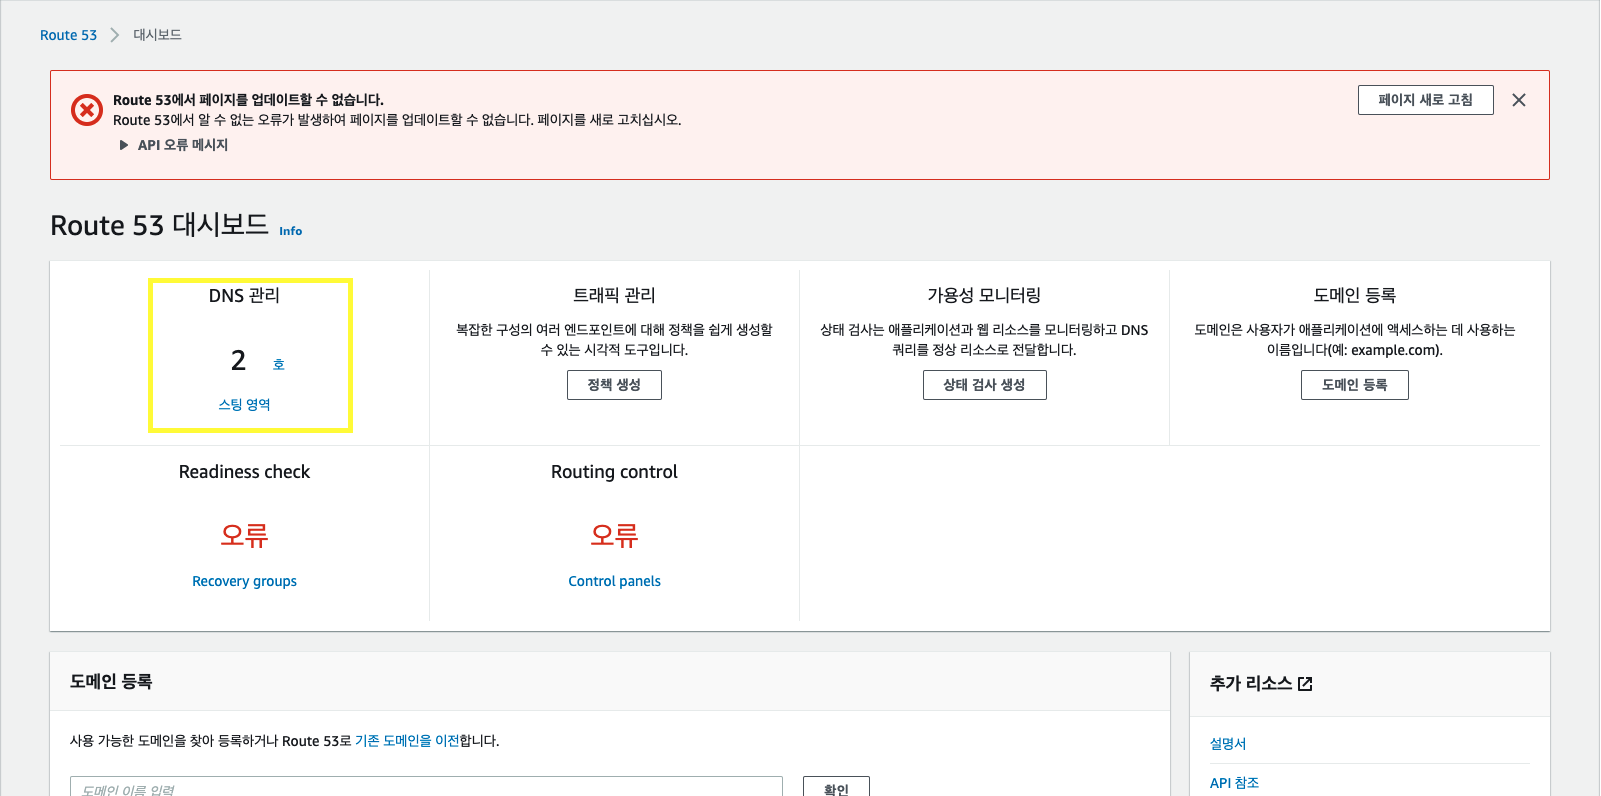 Route 53 > 대시보드
Route 53에서 페이지를 업데이트할 수 없습니다.
Route 53에서 알 수 없는 오류가 발생하여 페이지를 업데이트할 수 없습니다. 페이지를 새로 고치십시오.
API 오류 메시지
페이지 새로 고침
Route 53 대시보드 Info
DNS 관리
2 호
스팅 영역
트래픽 관리
복잡한 구성의 여러 엔드포인트에 대해 정책을 쉽게 생성할
수 있는 시각적 도구입니다.
정책 생성
가용성 모니터링
상태 검사는 애플리케이션과 웹 리소스를 모니터링하고 DNS
쿼리를 정상 리소스로 전달합니다.
상태 검사 생성
도메인 등록
도메인은 사용자가 애플리케이션에 액세스하는 데 사용하는
이름입니다(예: example.com).
도메인 등록
Readiness check
오류
Recovery groups
Routing control
오류
Control panels
도메인 등록
사용 가능한 도메인을 찾아 등록하거나 Route 53로 기존 도메인을 이전합니다.
도메인 이름 입력
확인
추가 리소스
설명서
API 참조